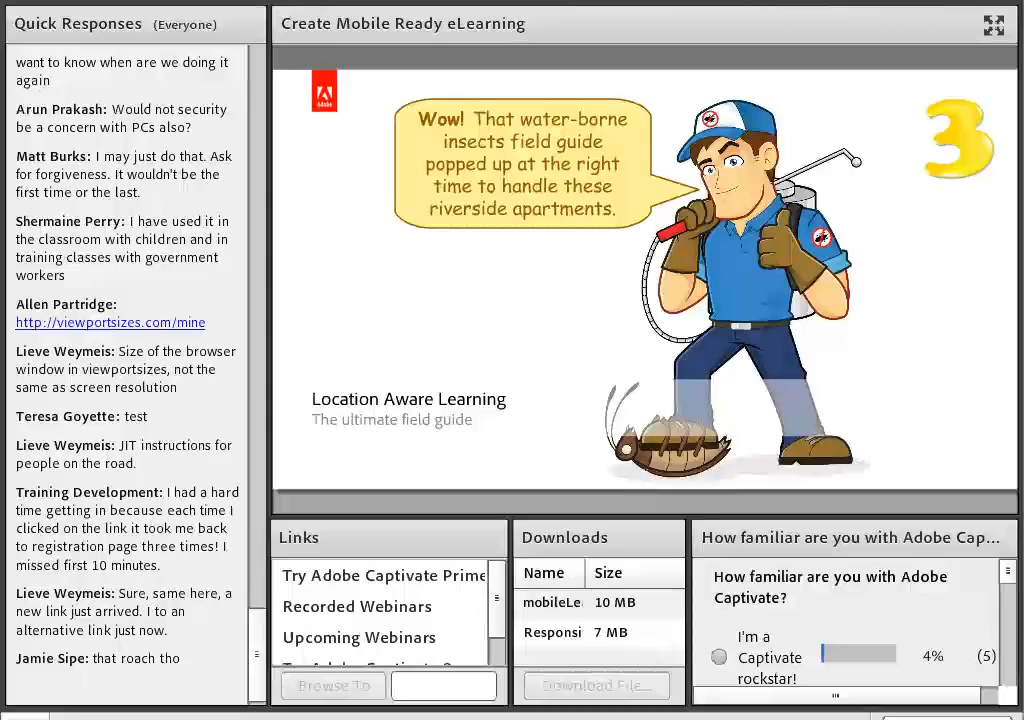 Quick Responses (Everyone)
want to know when are we doing it
again
Arun Prakash: Would not security
be a concern with PCs also?
Matt Burks: I may just do that. Ask
for forgiveness. It wouldn't be the
first time or the last.
Shermaine Perry: I have used it in
the classroom with children and in
training classes with government
workers
Allen Partridge:
http://viewportsizes.com/mine
Lieve Weymeis: Size of the browser
window in viewportsizes, not the
same as screen resolution
Teresa Goyette: test
Lieve Weymeis: JIT instructions for
people on the road.
Training Development: I had a hard
time getting in because each time I
clicked on the link it took me back
to registration page three times! I
missed first 10 minutes.
Lieve Weymeis: Sure, same here, a
new link just arrived. I to an
alternative link just now.
Jamie Sipe: that roach tho
Create Mobile Ready eLearning
Adobe
Wow! That water-borne
insects field guide
popped up at the right
time to handle these
riverside apartments.
3
Location Aware Learning
The ultimate field guide
Links
Try Adobe Captivate Prime
Recorded Webinars
Upcoming Webinars
Browse To
Downloads
Name Size
mobileLe 10 MB
Responsi 7 MB
Download File...
How familiar are you with Adobe Cap...
How familiar are you with Adobe
Captivate?
I'm a
Captivate
rockstar!
4% (5)